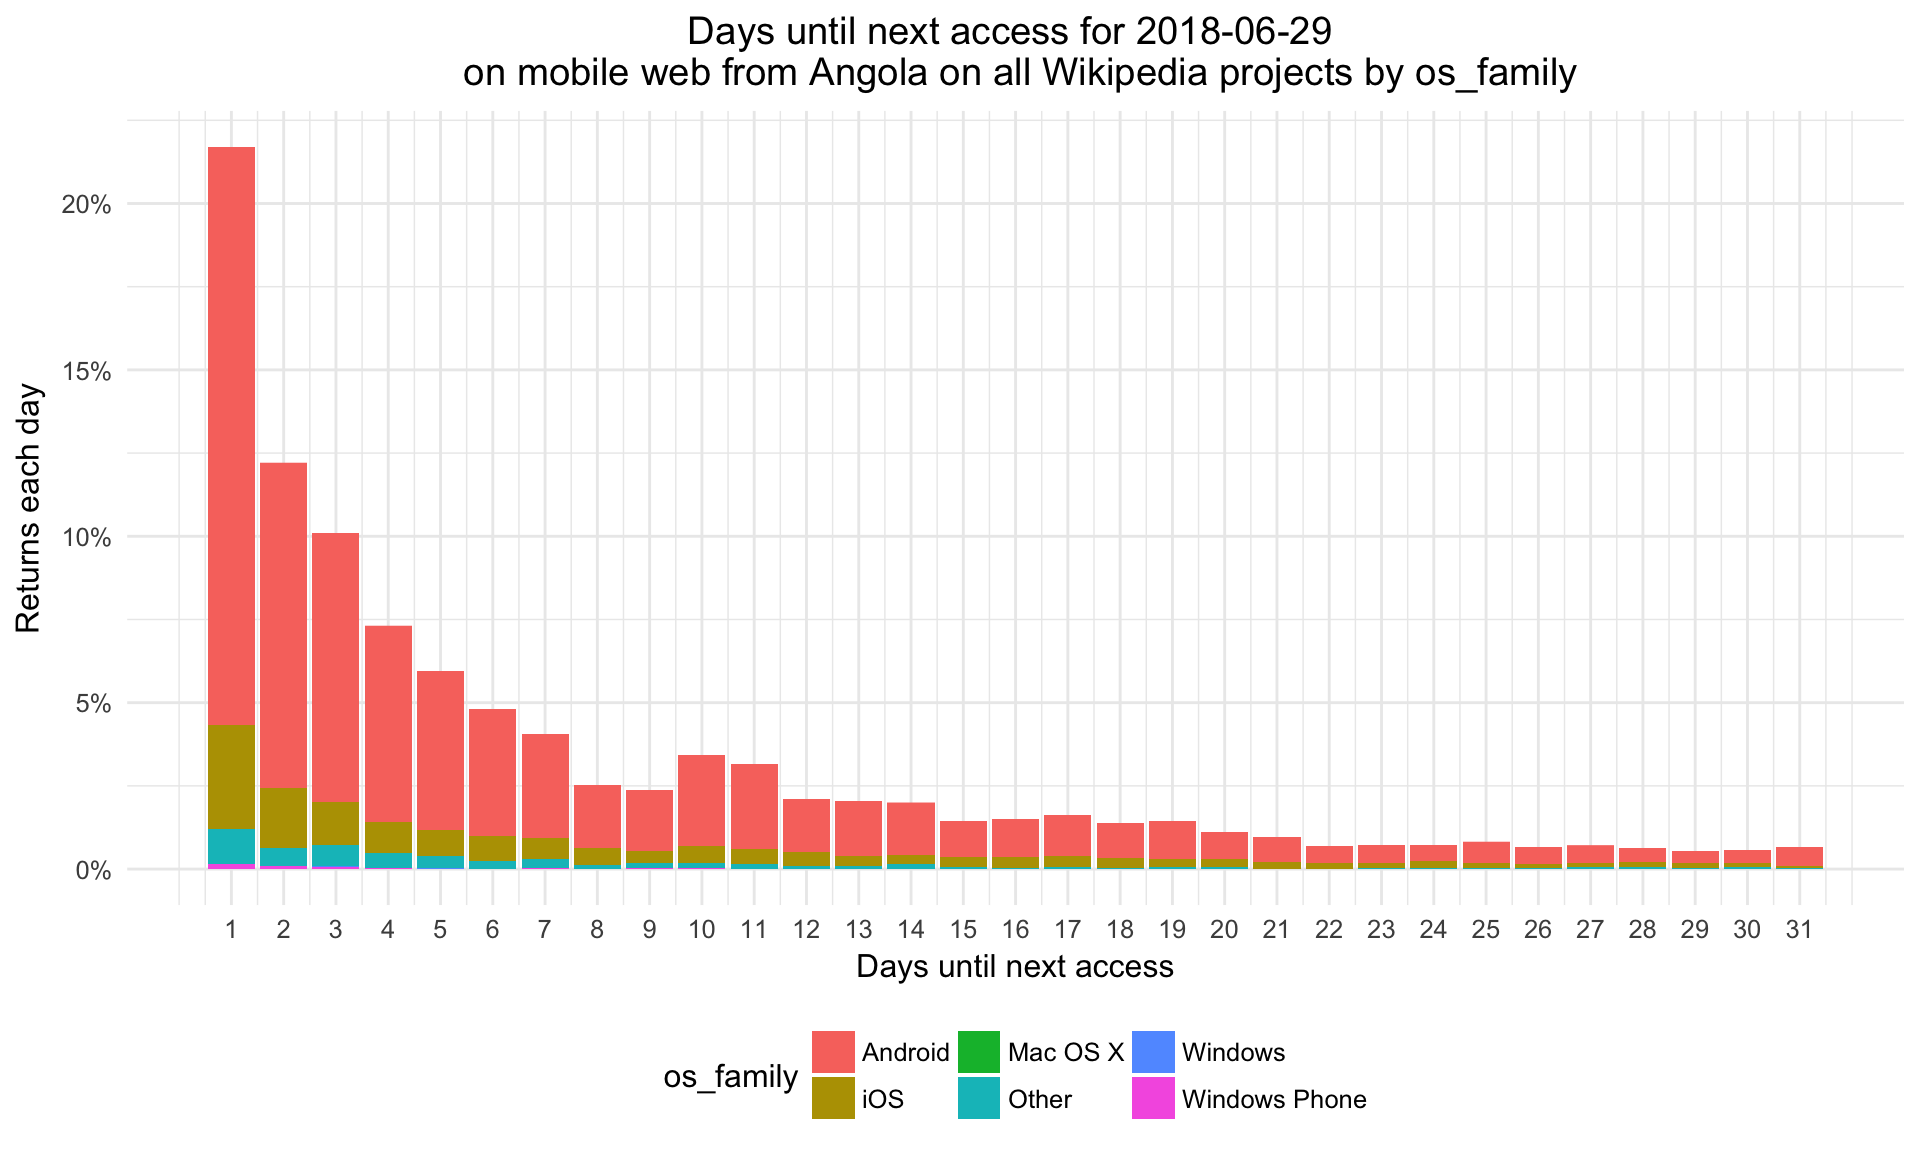 Days until next access for 2018-06-29
on mobile web from Angola on all Wikipedia projects by os_family
Returns each day
20%
15%
10%
5%
0%
1 2 3 4 5 6 7 8 9 10 11 12 13 14 15 16 17 18 19 20 21 22 23 24 25 26 27 28 29 30 31
Days until next access
os_family
Android Mac OS X Windows
iOS Other Windows Phone